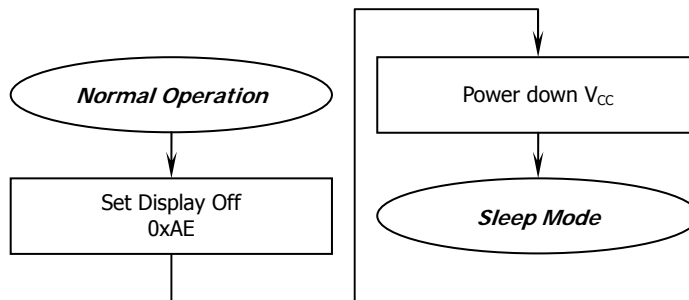 Normal Operation
Set Display Off
0xAE
Power down VCC
Sleep Mode